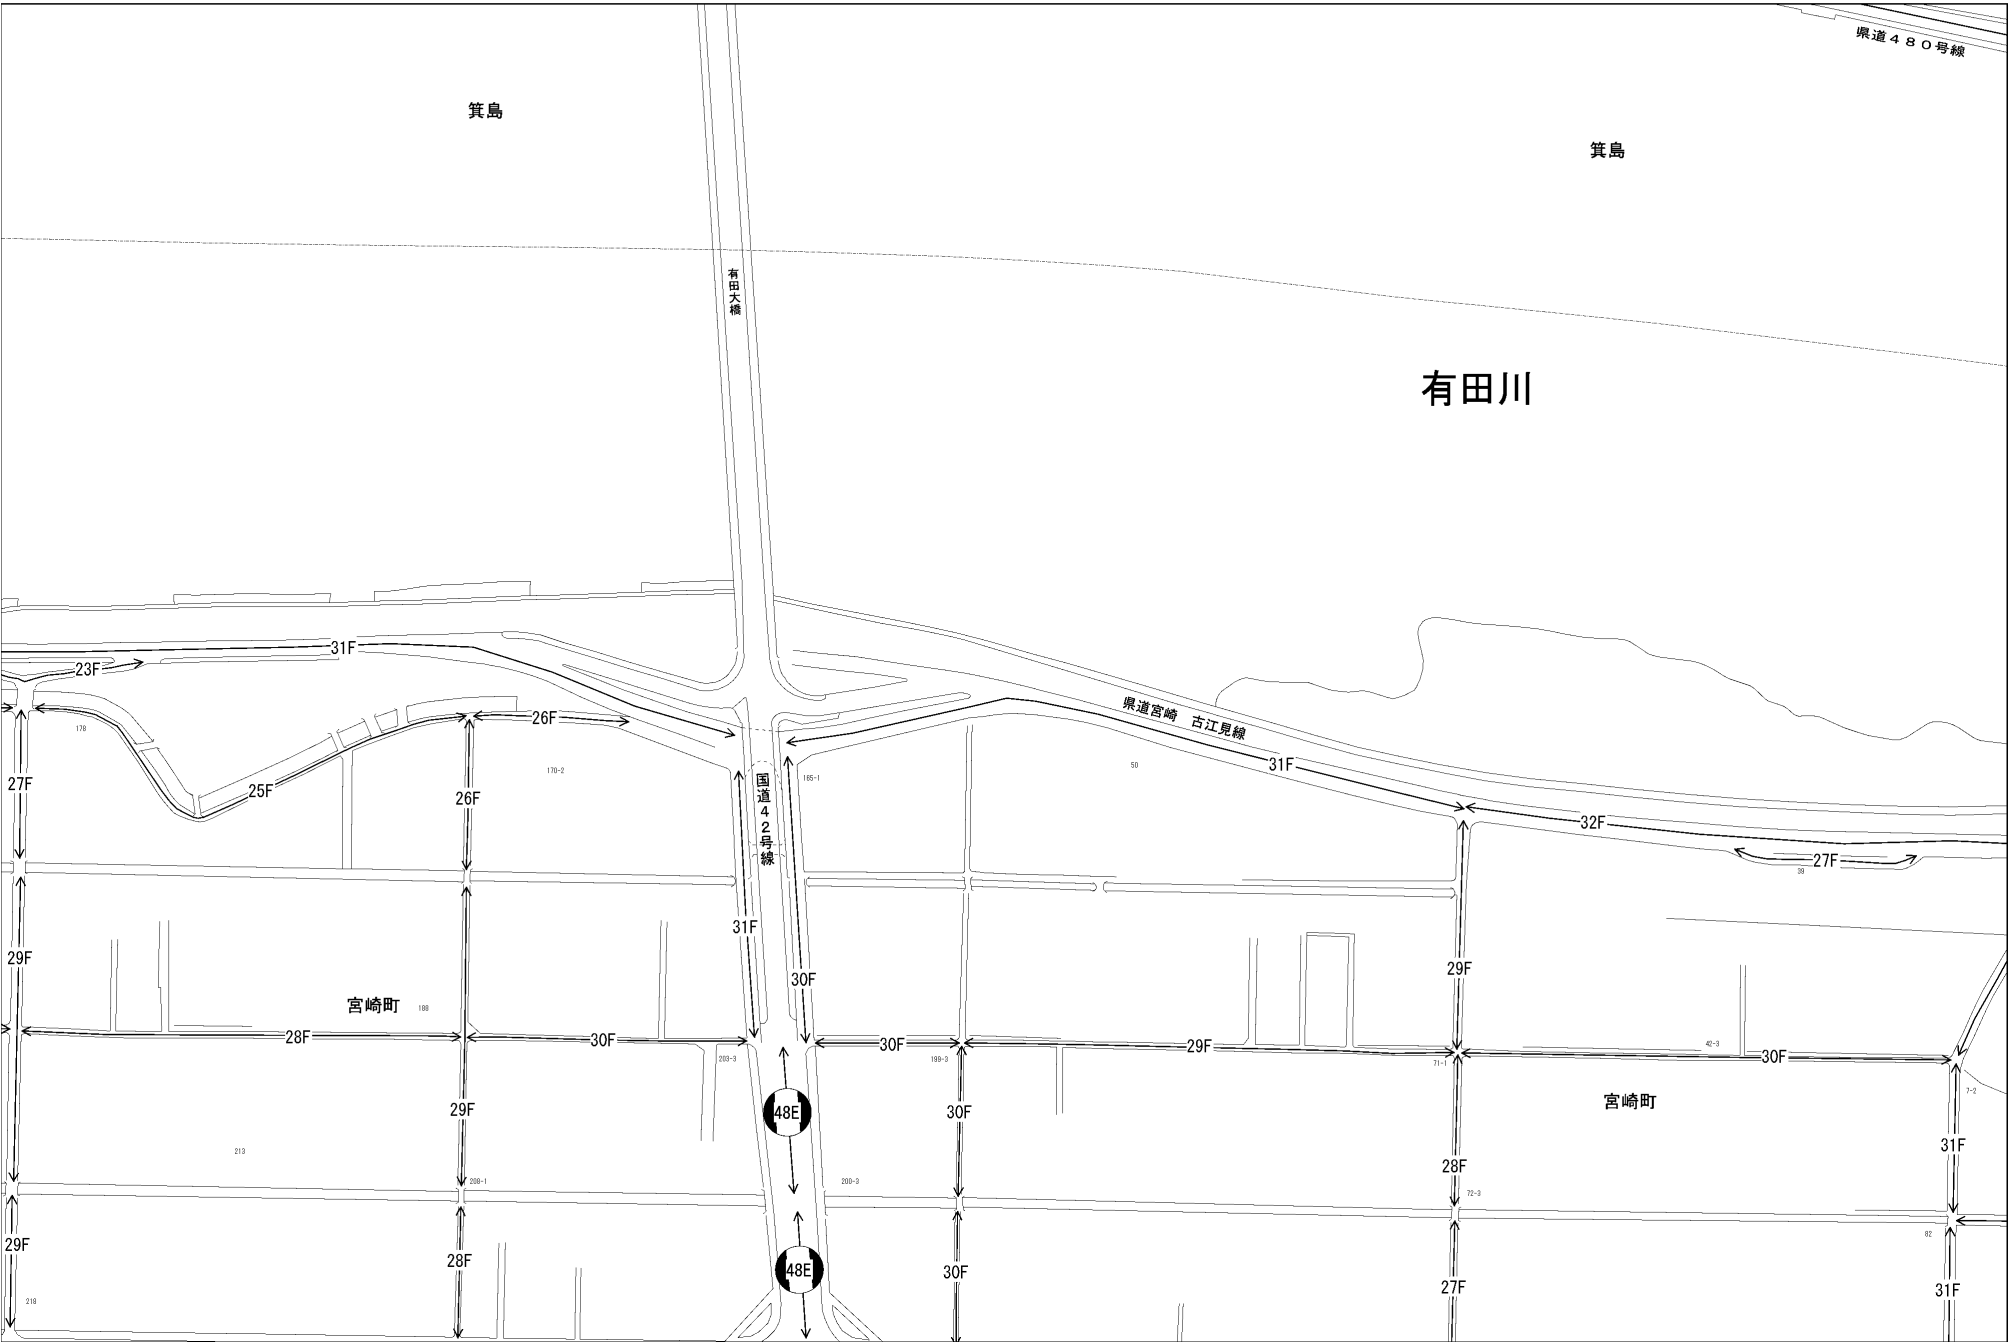 県道４８０号線
箕島
箕島
有田大橋
有田川
31F
23F
26F
県道宮崎　古江見線
178
170-2
165-1
50
31F
国道４２号線
27F
25F
26F
32F
27F
39
31F
29F
30F
29F
宮崎町
188
28F
30F
30F
29F
42-3
30F
203-3
199-3
71-1
7-2
宮崎町
29F
48E
30F
213
31F
28F
208-1
200-3
72-3
82
29F
28F
48E
30F
27F
31F
218